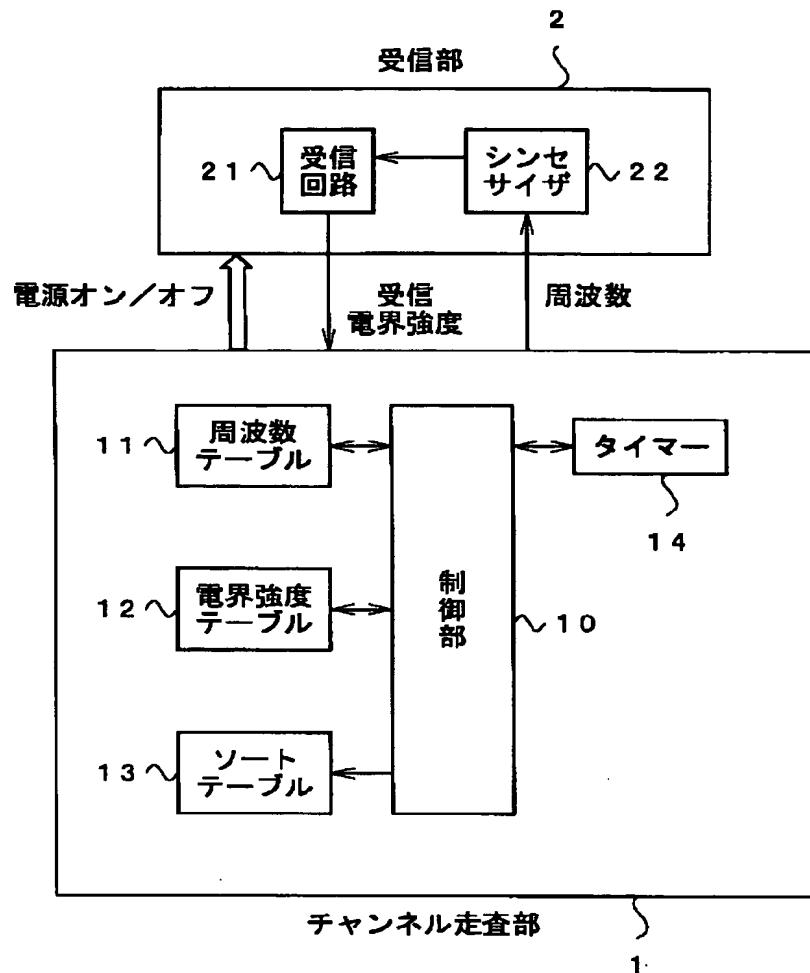 2
受信部
21
受信
回路
シンセ
サイザ
22
電源オン／オフ
受信
電界強度
周波数
11
周波数
テーブル
タイマー
14
12
電界強度
テーブル
制
御
部
10
13
ソート
テーブル
チャンネル走査部
1